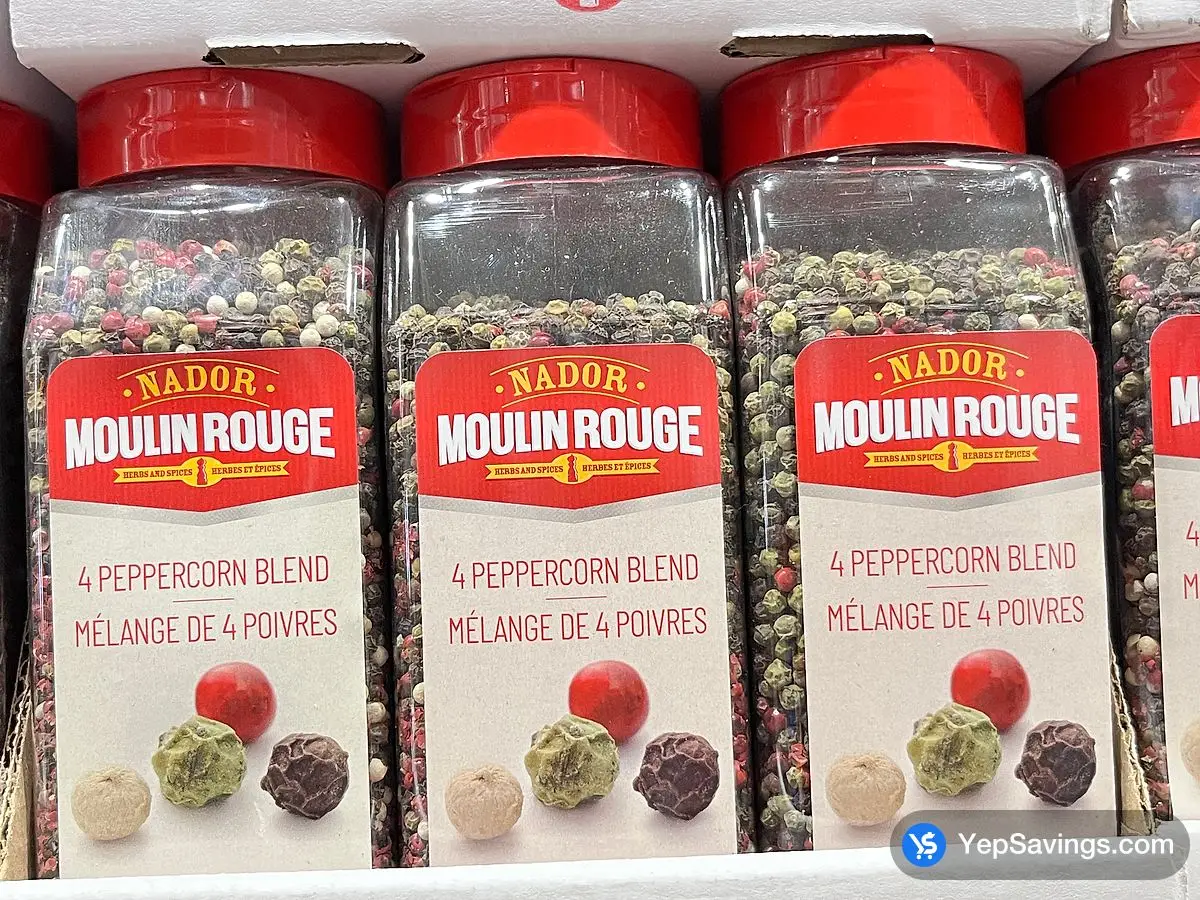 NADOR
MOULIN ROUGE
HERBS AND SPICES HERBES ET ÉPICES
4 PEPPERCORN BLEND
MÉLANGE DE 4 POIVRES
NADOR
MOULIN ROUGE
HERBS AND SPICES HERBES ET ÉPICES
4 PEPPERCORN BLEND
MÉLANGE DE 4 POIVRES
NADOR
MOULIN ROUGE
HERBS AND SPICES HERBES ET ÉPICES
4 PEPPERCORN BLEND
MÉLANGE DE 4 POIVRES
M
4
M
YepSavings.com